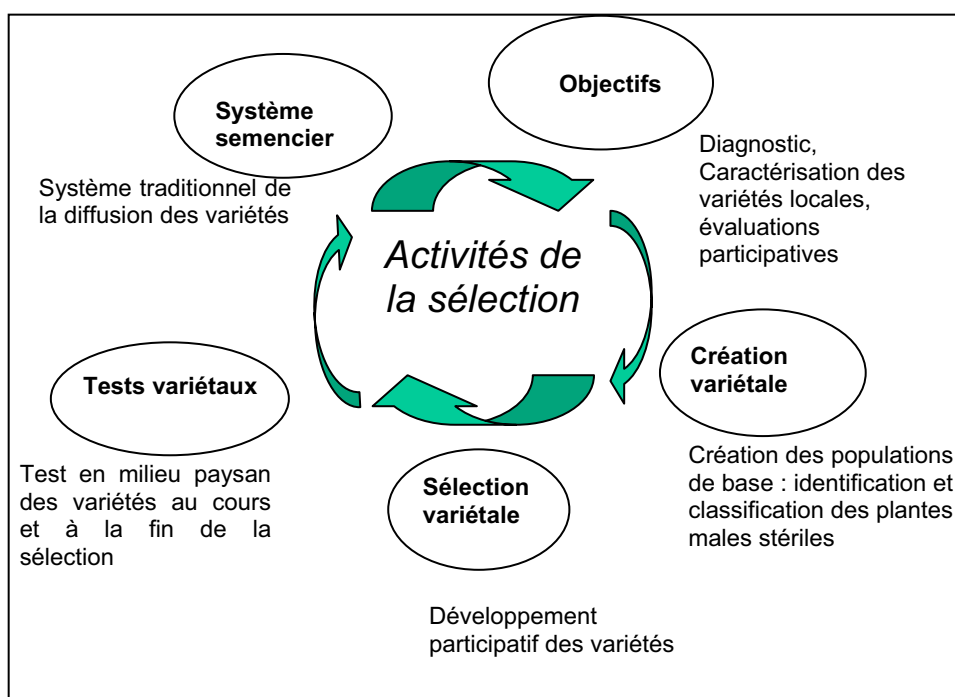 Système
semencier
Objectifs
Système traditionnel de
la diffusion des variétés
Diagnostic,
Caractérisation des
variétés locales,
évaluations
participatives
Activités de
la sélection
Création
variétale
Création des populations
de base : identification et
classification des plantes
males stériles
Sélection
variétale
Développement
participatif des variétés
Tests variétaux
Test en milieu paysan
des variétés au cours
et à la fin de la
sélection